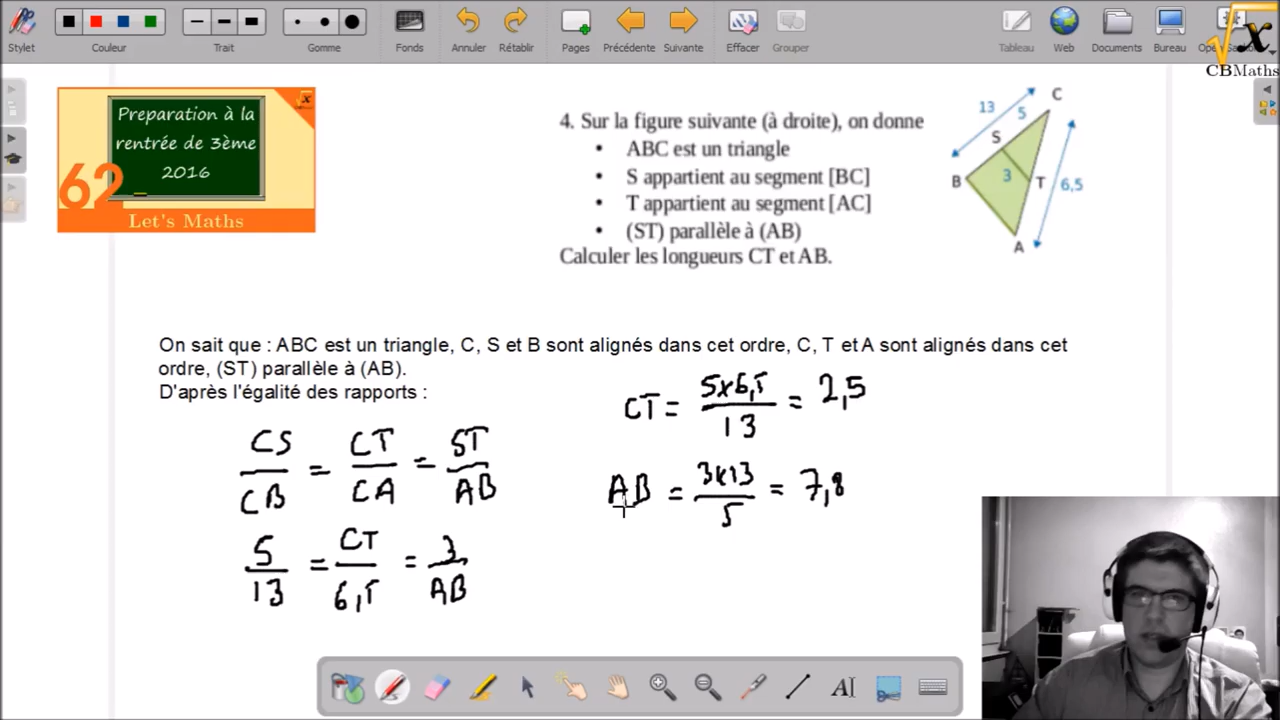 Stylet Couleur Trait Gomme Fonds Annuler Rétablir Pages Précédente Suivante Effacer Grouper Tableau Web Documents Bureau
CBMaths
Preparation à la
rentrée de 3ème
2016
62
Let's Maths
4. Sur la figure suivante (à droite), on donne
• ABC est un triangle
• S appartient au segment [BC]
• T appartient au segment [AC]
• (ST) parallèle à (AB)
Calculer les longueurs CT et AB.
13 5 C
S
B 3 T 6,5
A
On sait que : ABC est un triangle, C, S et B sont alignés dans cet ordre, C, T et A sont alignés dans cet
ordre, (ST) parallèle à (AB).
D'après l'égalité des rapports :
CS/CB = CT/CA = ST/AB
5/13 = CT/6,5 = 3/AB
CT = 5x6,5/13 = 2,5
AB = 3x13/5 = 7,8